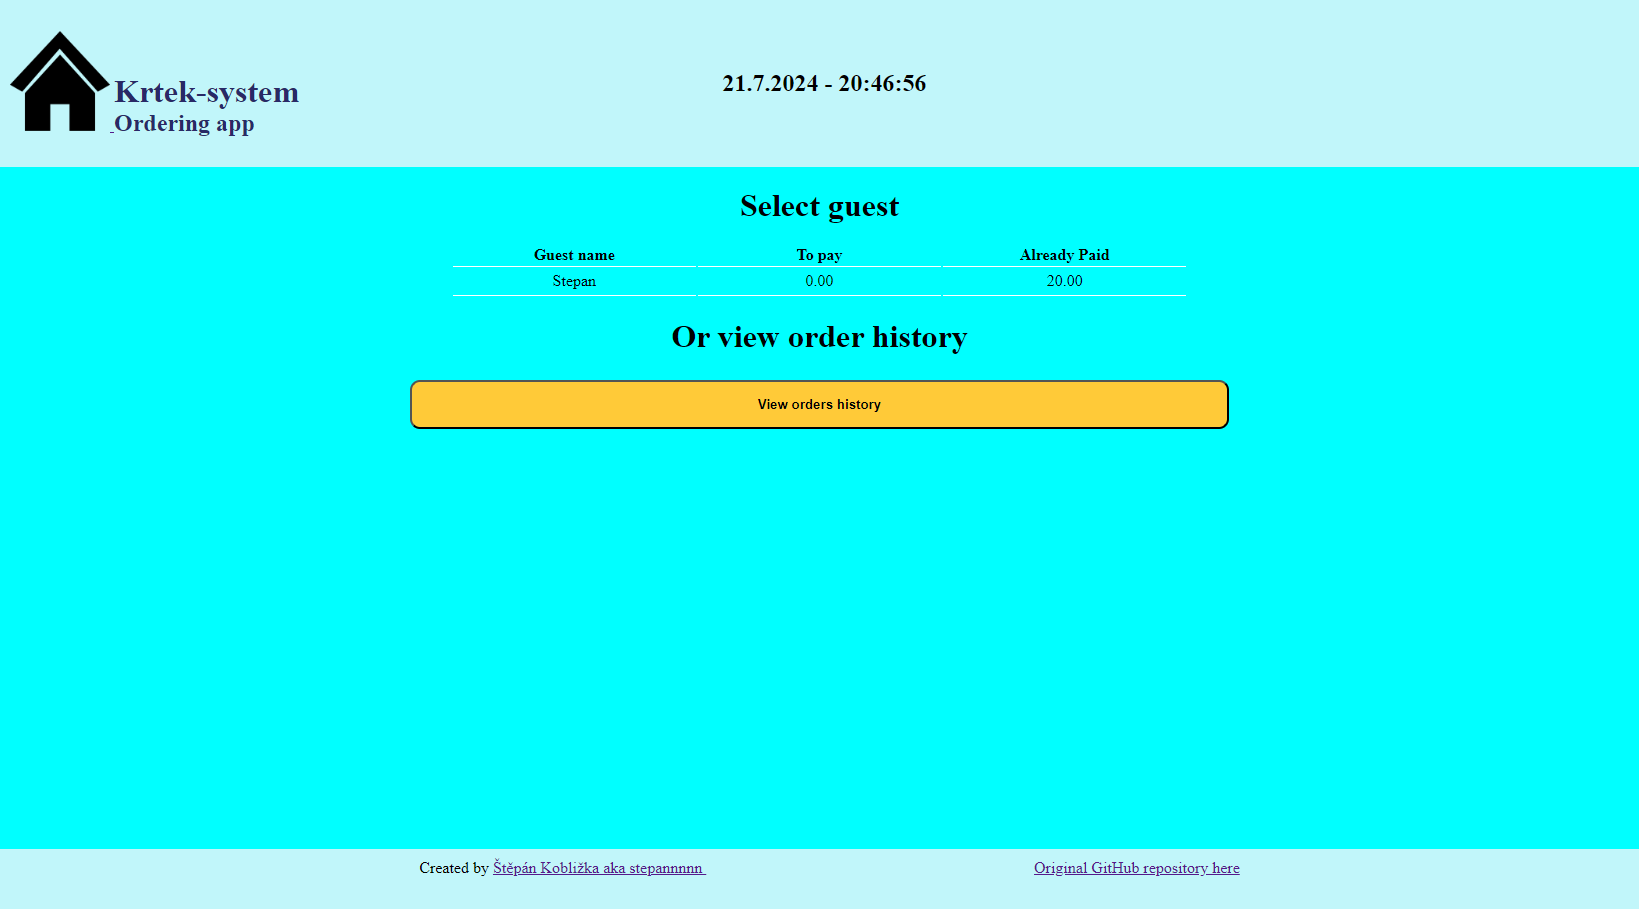 Krtek-system
Ordering app
21.7.2024 - 20:46:56
Select guest
Guest name To pay Already Paid
Stepan 0.00 20.00
Or view order history
View orders history
Created by Štěpán Kobližka aka stepannnnn
Original GitHub repository here